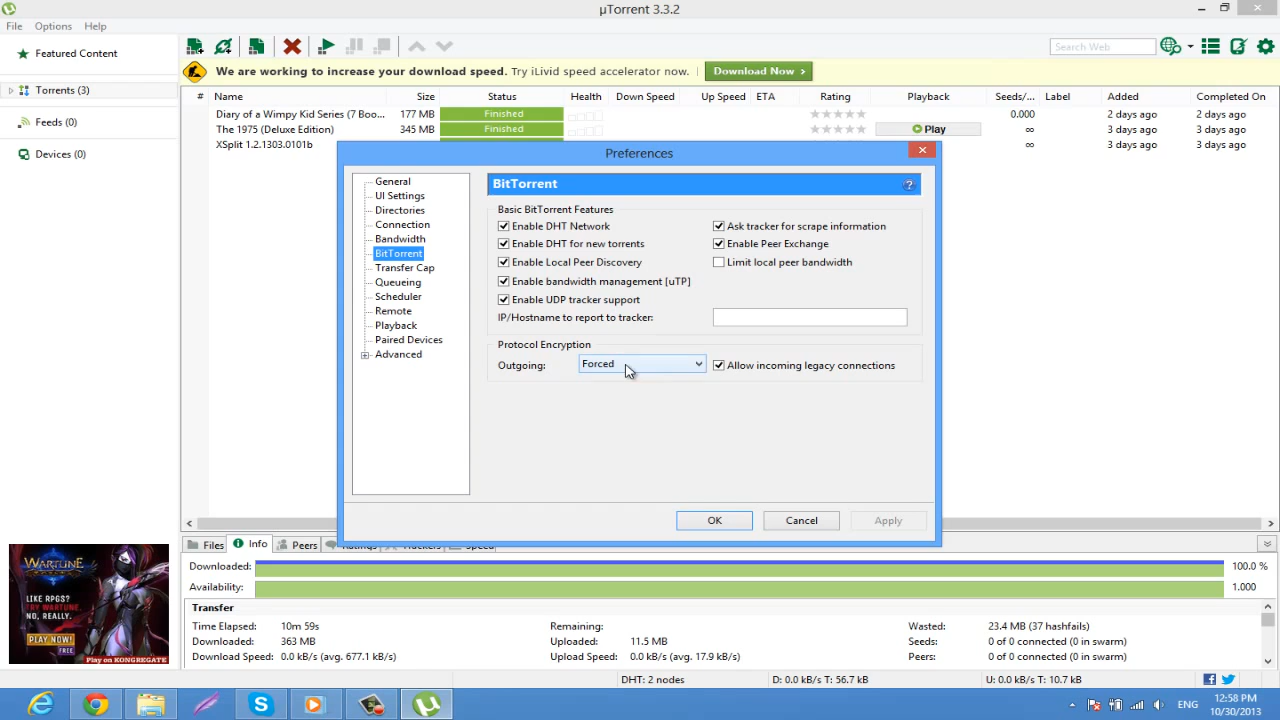 µTorrent 3.3.2
File Options Help
Featured Content
Search Web
We are working to increase your download speed. Try iLivid speed accelerator now. Download Now >
Torrents (3)
# Name Size Status Health Down Speed Up Speed ETA Rating Playback Seeds/... Label Added Completed On
Diary of a Wimpy Kid Series (7 Boo... 177 MB Finished 0.000 2 days ago 2 days ago
Feeds (0)
The 1975 (Deluxe Edition) 345 MB Finished Play ∞ 3 days ago 3 days ago
XSplit 1.2.1303.0101b ∞ 3 days ago 3 days ago
Devices (0)
Preferences
General
UI Settings
Directories
Connection
Bandwidth
BitTorrent
Transfer Cap
Queueing
Scheduler
Remote
Playback
Paired Devices
Advanced
BitTorrent ?
Basic BitTorrent Features
Enable DHT Network Ask tracker for scrape information
Enable DHT for new torrents Enable Peer Exchange
Enable Local Peer Discovery Limit local peer bandwidth
Enable bandwidth management [uTP]
Enable UDP tracker support
IP/Hostname to report to tracker:
Protocol Encryption
Outgoing: Forced Allow incoming legacy connections
OK Cancel Apply
Files Info Peers Ratings Trackers Speed
Downloaded: 100.0 %
Availability: 1.000
Transfer
Time Elapsed: 10m 59s Remaining: Wasted: 23.4 MB (37 hashfails)
Downloaded: 363 MB Uploaded: 11.5 MB Seeds: 0 of 0 connected (0 in swarm)
Download Speed: 0.0 kB/s (avg. 677.1 kB/s) Upload Speed: 0.0 kB/s (avg. 17.9 kB/s) Peers: 0 of 0 connected (0 in swarm)
WARTUNE
LIKE RPGS?
TRY WARTUNE.
NO, REALLY.
PLAY NOW!
FREE
Play on KONGREGATE
DHT: 2 nodes D: 0.0 kB/s T: 56.7 kB U: 0.0 kB/s T: 10.7 kB
ENG 12:58 PM
10/30/2013